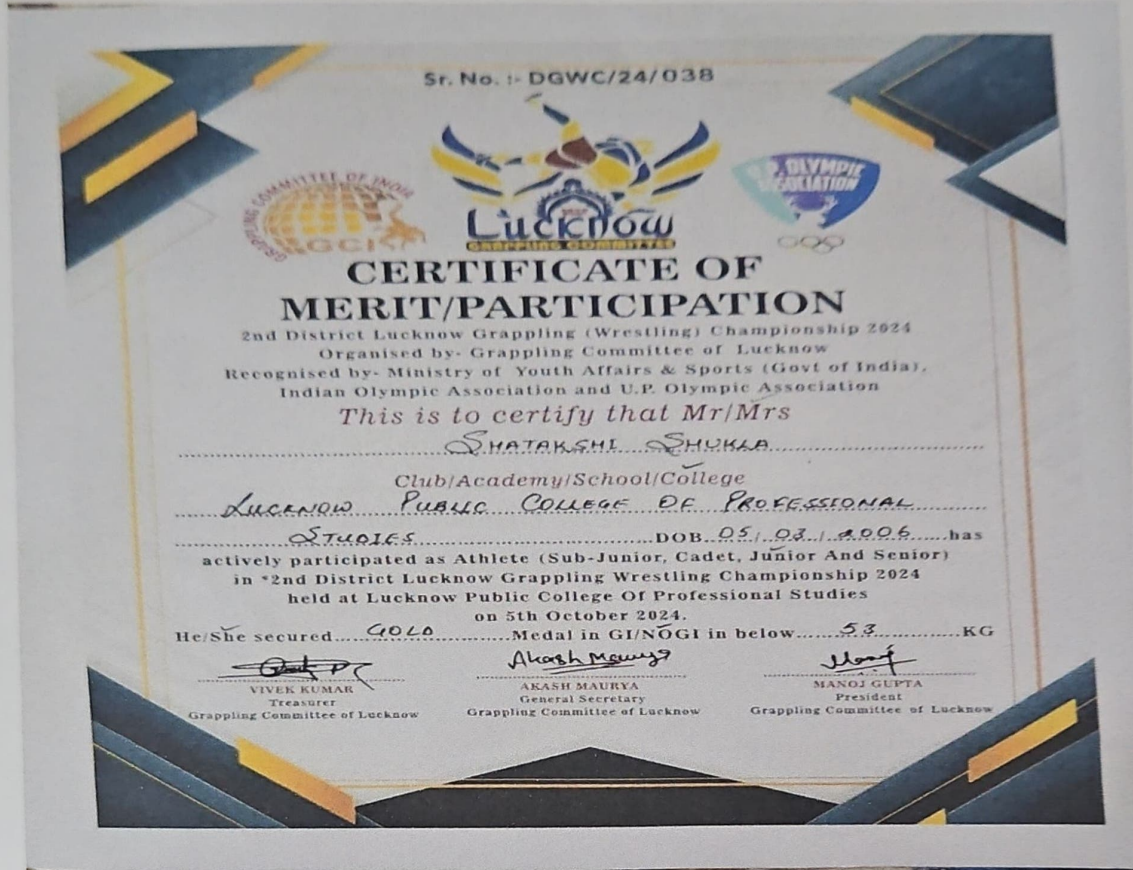 Sr. No. :- DGWC/24/038
GRAPPLING COMMITTEE OF INDIA
GCI
Lucknow
GRAPPLING COMMITTEE
U.P. OLYMPIC
ASSOCIATION
CERTIFICATE OF
MERIT/PARTICIPATION
2nd District Lucknow Grappling (Wrestling) Championship 2024
Organised by- Grappling Committee of Lucknow
Recognised by- Ministry of Youth Affairs & Sports (Govt of India),
Indian Olympic Association and U.P. Olympic Association
This is to certify that Mr/Mrs
SHATAKSHI SHUKLA
Club/Academy/School/College
LUCKNOW PUBLIC COLLEGE OF PROFESSIONAL
STUDIES DOB 05/03/2006 has
actively participated as Athlete (Sub-Junior, Cadet, Junior And Senior)
in "2nd District Lucknow Grappling Wrestling Championship 2024
held at Lucknow Public College Of Professional Studies
on 5th October 2024.
He/She secured GOLD Medal in GI/NOGI in below 53 KG
Akash Maurya
Manoj
VIVEK KUMAR
Treasurer
Grappling Committee of Lucknow
AKASH MAURYA
General Secretary
Grappling Committee of Lucknow
MANOJ GUPTA
President
Grappling Committee of Lucknow